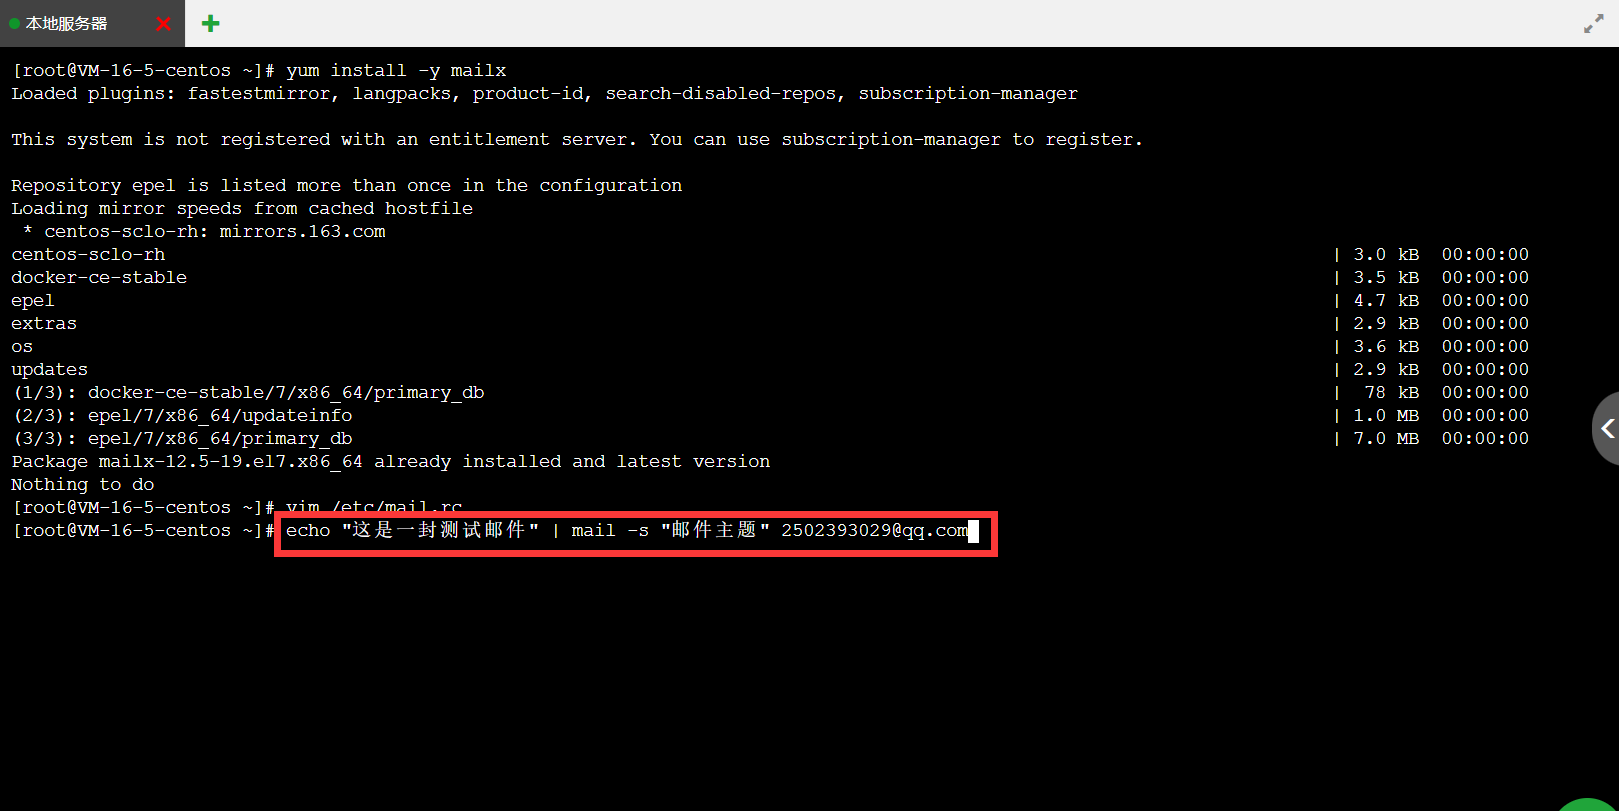 本地服务器
[root@VM-16-5-centos ~]# yum install -y mailx
Loaded plugins: fastestmirror, langpacks, product-id, search-disabled-repos, subscription-manager
This system is not registered with an entitlement server. You can use subscription-manager to register.
Repository epel is listed more than once in the configuration
Loading mirror speeds from cached hostfile
 * centos-sclo-rh: mirrors.163.com
centos-sclo-rh | 3.0 kB 00:00:00
docker-ce-stable | 3.5 kB 00:00:00
epel | 4.7 kB 00:00:00
extras | 2.9 kB 00:00:00
os | 3.6 kB 00:00:00
updates | 2.9 kB 00:00:00
(1/3): docker-ce-stable/7/x86_64/primary_db | 78 kB 00:00:00
(2/3): epel/7/x86_64/updateinfo | 1.0 MB 00:00:00
(3/3): epel/7/x86_64/primary_db | 7.0 MB 00:00:00
Package mailx-12.5-19.el7.x86_64 already installed and latest version
Nothing to do
[root@VM-16-5-centos ~]# vim /etc/mail.rc
[root@VM-16-5-centos ~]# echo "这是一封测试邮件" | mail -s "邮件主题" 2502393029@qq.com